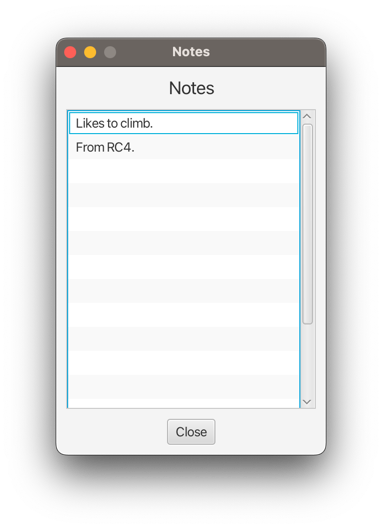 Notes
Notes
Likes to climb.
From RC4.
Close